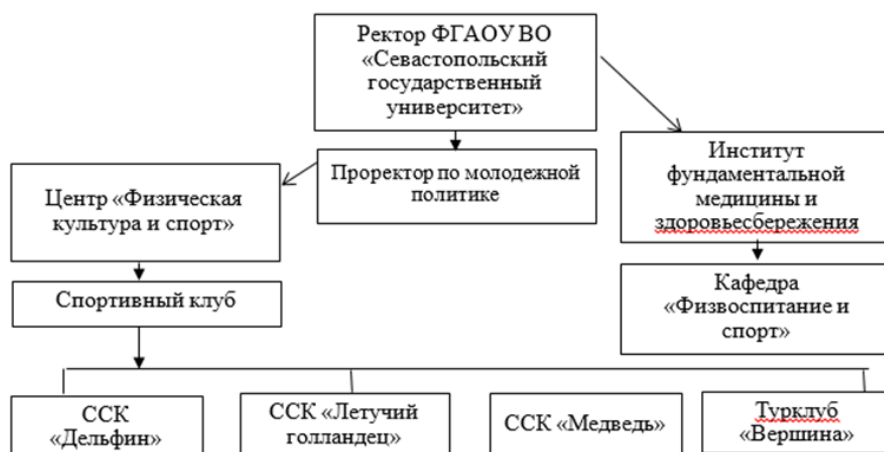 Ректор ФГАОУ ВО
«Севастопольский
государственный
университет»
Проректор по молодежной
политике
Институт
фундаментальной
медицины и
здоровьесбережения
Центр «Физическая
культура и спорт»
Спортивный клуб
Кафедра
«Физвоспитание и
спорт»
ССК
«Дельфин»
ССК «Летучий
голландец»
ССК «Медведь»
Турклуб
«Вершина»